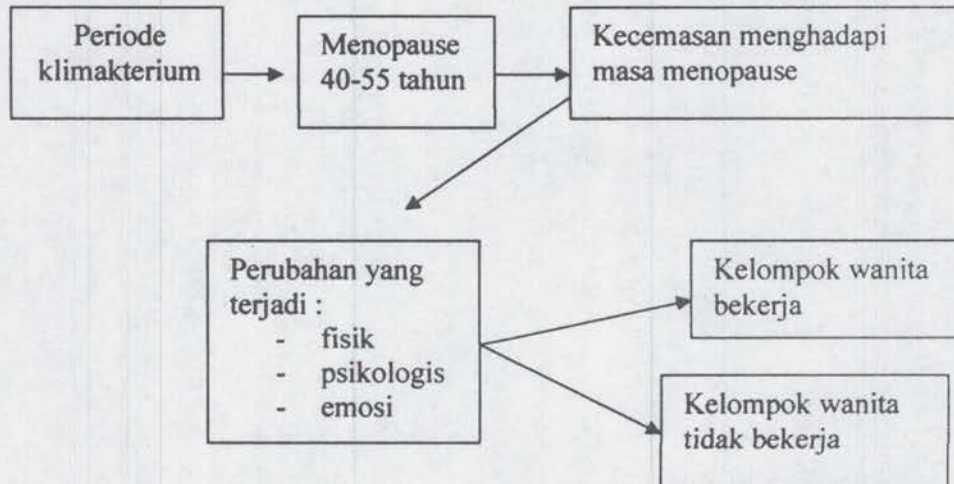 Periode
klimakterium
Menopause
40-55 tahun
Kecemasan menghadapi
masa menopause
Perubahan yang
terjadi :
- fisik
- psikologis
- emosi
Kelompok wanita
bekerja
Kelompok wanita
tidak bekerja